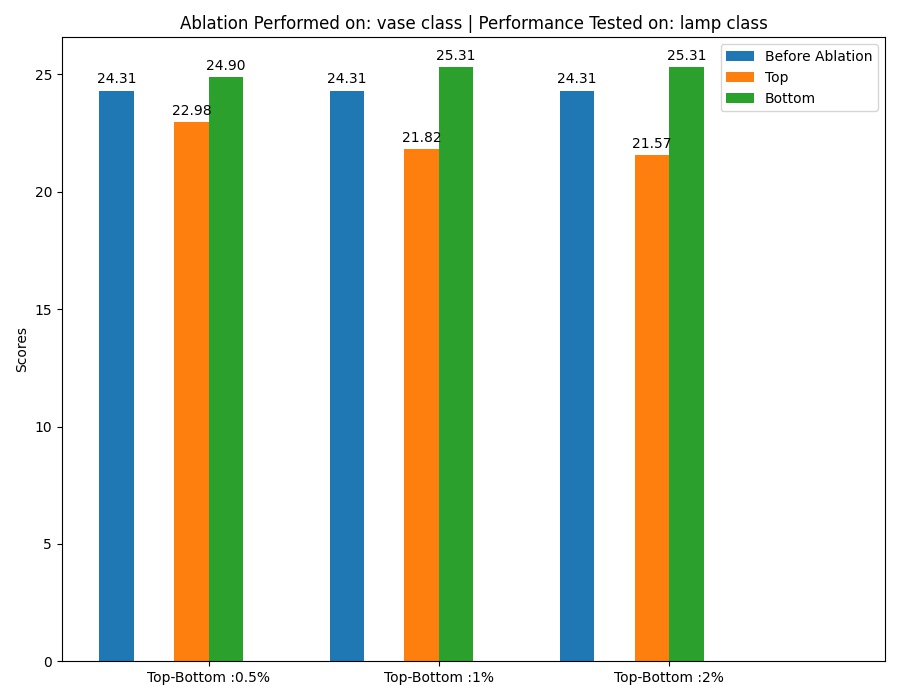 Ablation Performed on: vase class | Performance Tested on: lamp class
Before Ablation
Top
Bottom
24.31
22.98
24.90
24.31
21.82
25.31
24.31
21.57
25.31
Scores
25
20
15
10
5
0
Top-Bottom :0.5%
Top-Bottom :1%
Top-Bottom :2%